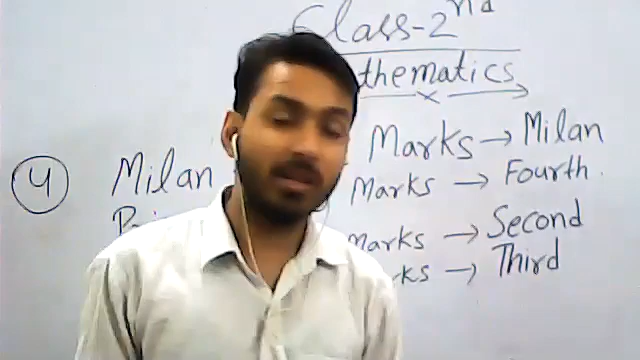 Class-2nd
thematics
4 Milan Marks → Milan
Marks → Fourth.
Marks → Second
rks → Third